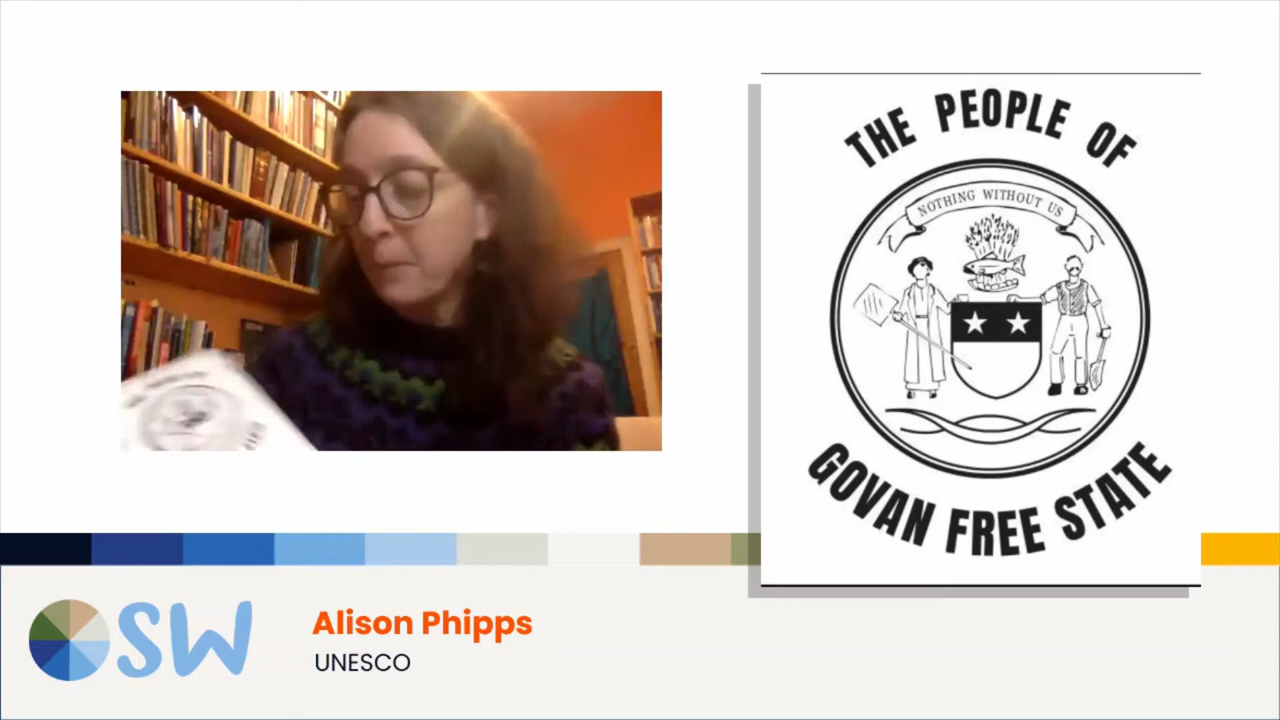 THE PEOPLE OF
NOTHING WITHOUT US
GOVAN FREE STATE
SW
Alison Phipps
UNESCO